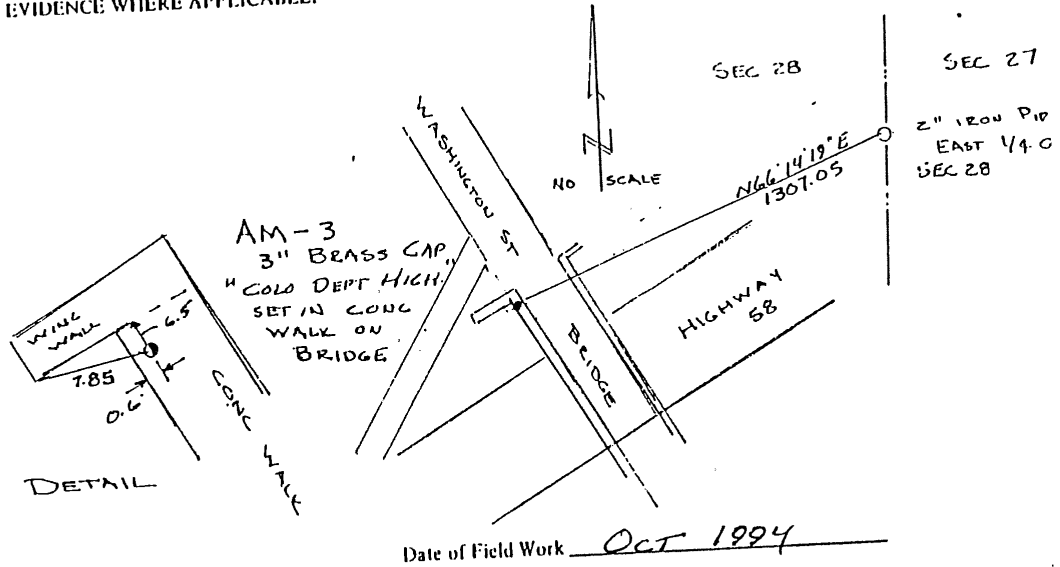 EVIDENCE WHERE APPLICABLE.
SEC 28
SEC 27
2" IRON PIP
EAST 1/4 C
SEC 28
N66°14'19"E
1307.05
NO SCALE
N
WASHINGTON ST
AM-3
3" BRASS CAP
"COLO DEPT HIGH."
SET IN CONC
WALK ON
BRIDGE
HIGHWAY
58
BRIDGE
WING
WALL
6.5
7.85
0.6
CONC WALK
DETAIL
Date of Field Work OCT 1994